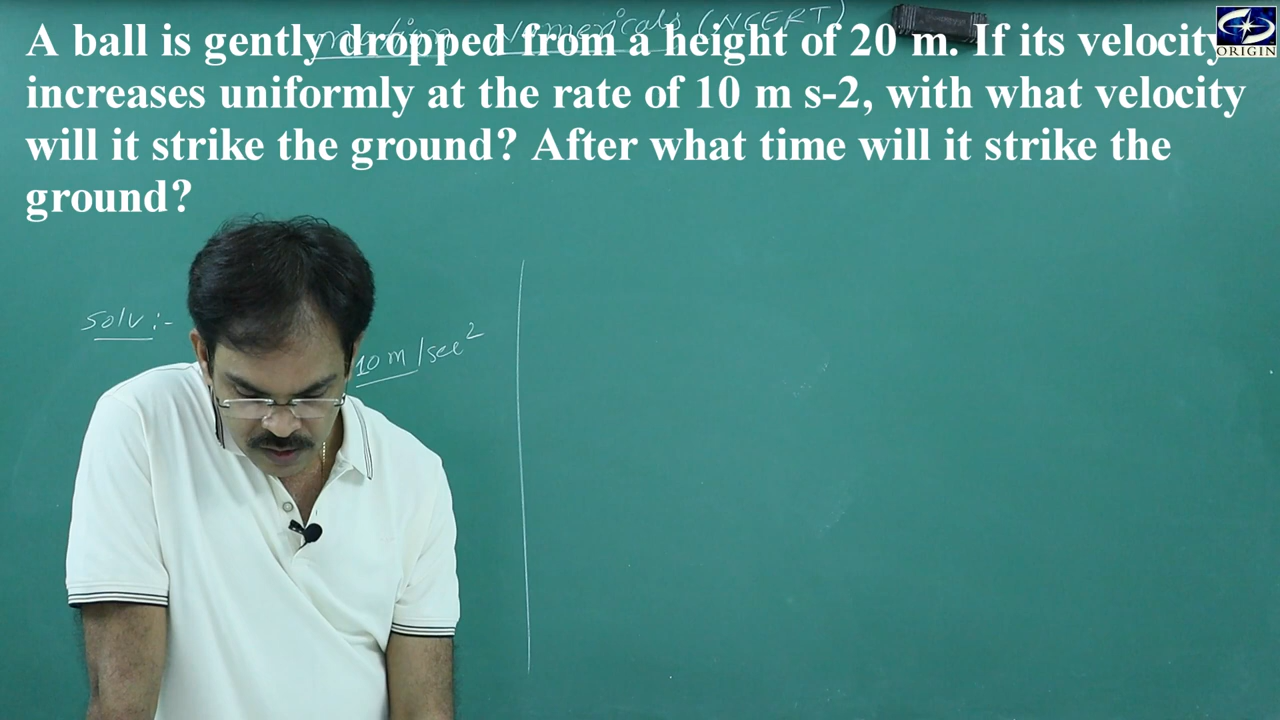 motion Numericals (NCERT)
A ball is gently dropped from a height of 20 m. If its velocity
increases uniformly at the rate of 10 m s-2, with what velocity
will it strike the ground? After what time will it strike the
ground?
ORIGIN
Solv :-
10 m/sec²